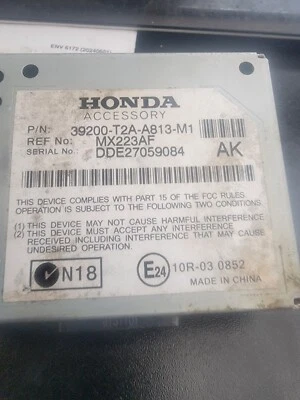 ENV 6172 (20240501)
HONDA
ACCESSORY
P/N: 39200-T2A-A813-M1
REF No: MX223AF
SERIAL No: DDE27059084 AK
THIS DEVICE COMPLIES WITH PART 15 OF THE FCC RULES
OPERATION IS SUBJECT TO THE FOLLOWING TWO CONDITIONS.
(1) THIS DEVICE MAY NOT CAUSE HARMFUL INTERFERENCE
(2) THIS DEVICE MUST ACCEPT ANY INTERFERENCE
RECEIVED INCLUDING INTERFERENCE THAT MAY CAUSE
UNDESIRED OPERATION.
N18 E24 10R-03 0852
MADE IN CHINA